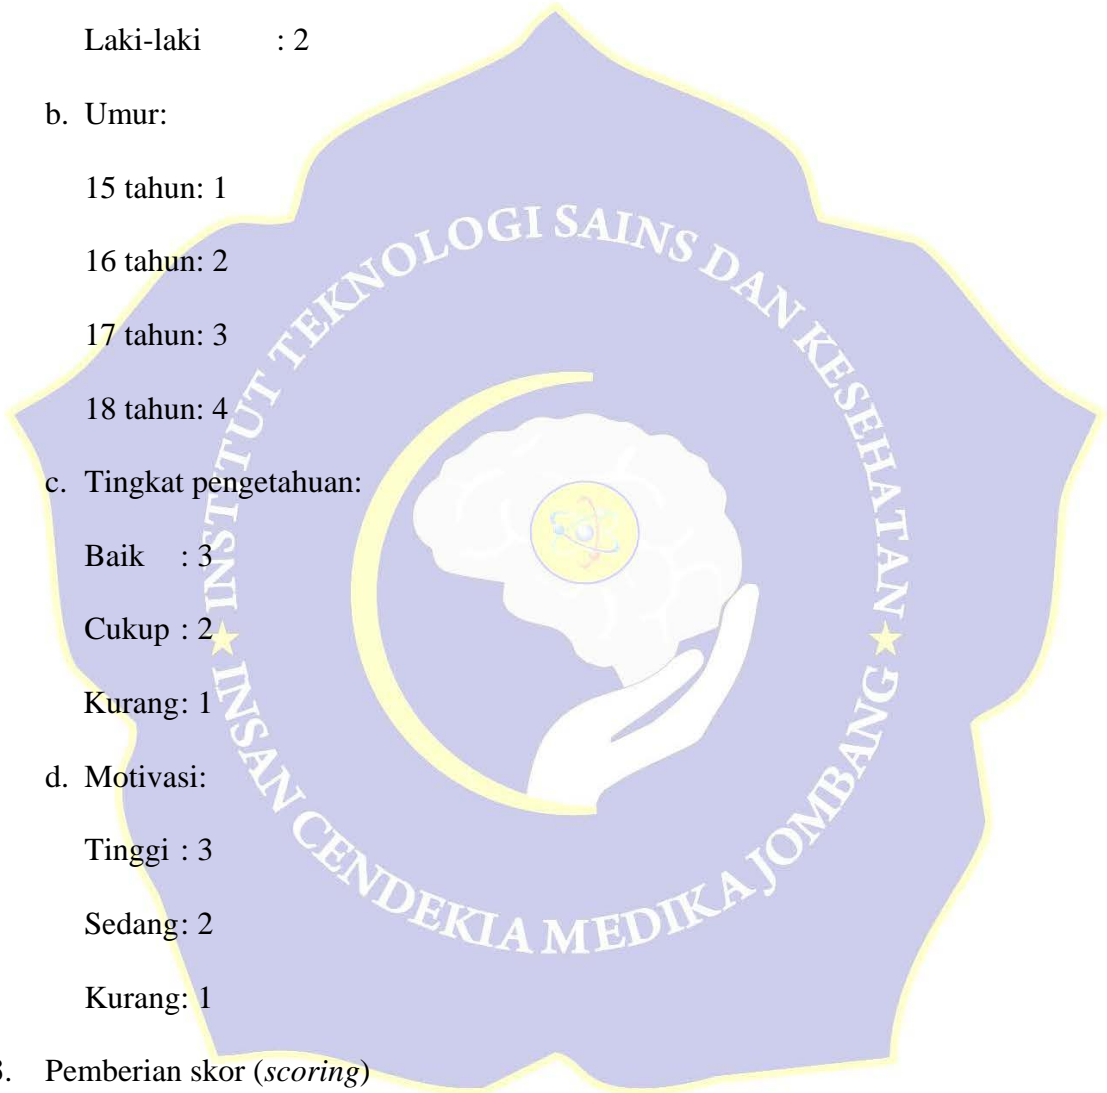 Laki-laki : 2
b. Umur:
15 tahun: 1
16 tahun: 2
17 tahun: 3
18 tahun: 4
c. Tingkat pengetahuan:
Baik : 3
Cukup : 2
Kurang: 1
d. Motivasi:
Tinggi : 3
Sedang: 2
Kurang: 1
3. Pemberian skor (scoring)
INSTITUT TEKNOLOGI SAINS DAN KESEHATAN
INSAN CENDEKIA MEDIKA JOMBANG